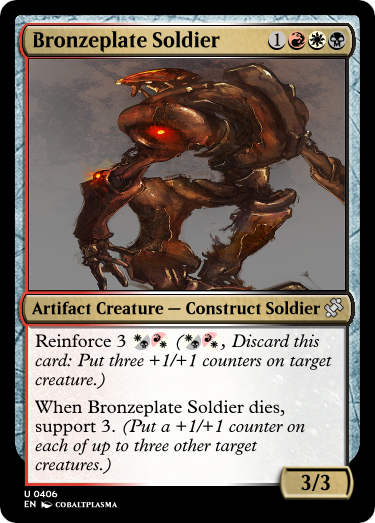 Bronzeplate Soldier 1
Artifact Creature — Construct Soldier
Reinforce 3 ( , Discard this
card: Put three +1/+1 counters on target
creature.)
When Bronzeplate Soldier dies,
support 3. (Put a +1/+1 counter on
each of up to three other target
creatures.)
3/3
U 0406
EN COBALTPLASMA